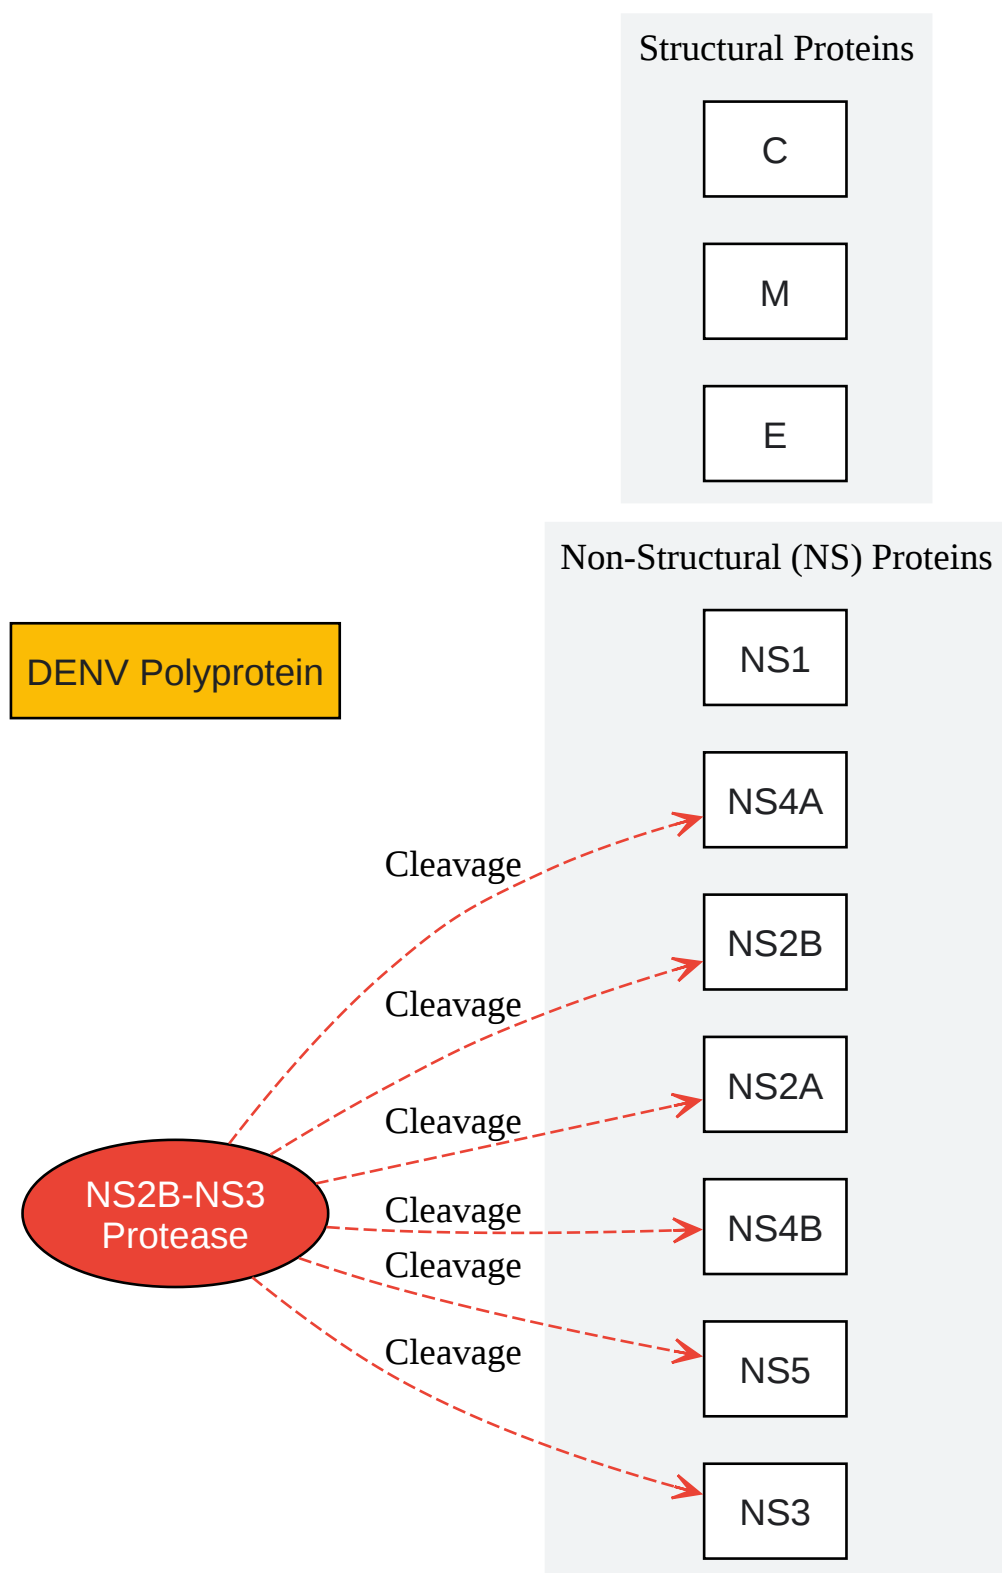 Structural Proteins
C
M
E
Non-Structural (NS) Proteins
NS1
DENV Polyprotein
NS4A
Cleavage
NS2B
Cleavage
NS2A
Cleavage
NS2B-NS3
Protease
Cleavage
NS4B
Cleavage
Cleavage
NS5
NS3